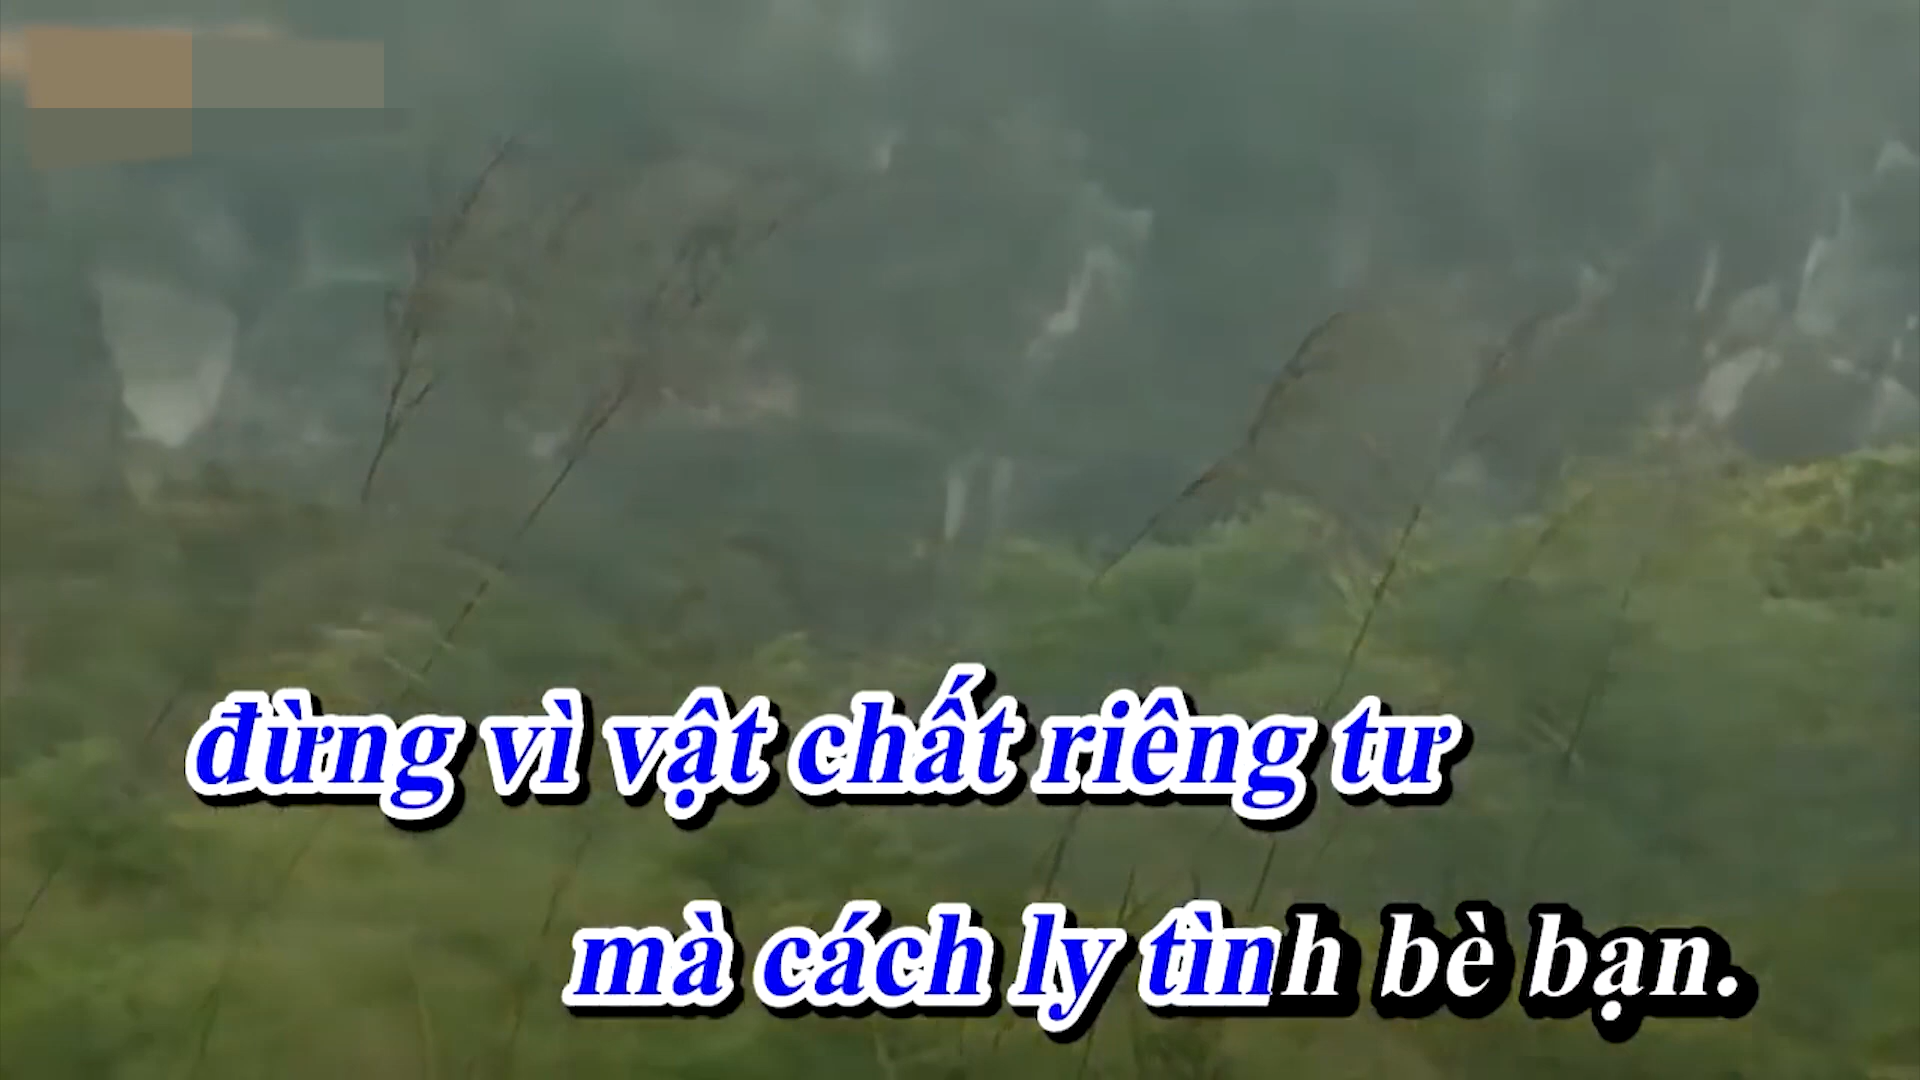 đừng vì vật chất riêng tư
mà cách ly tình bè bạn.